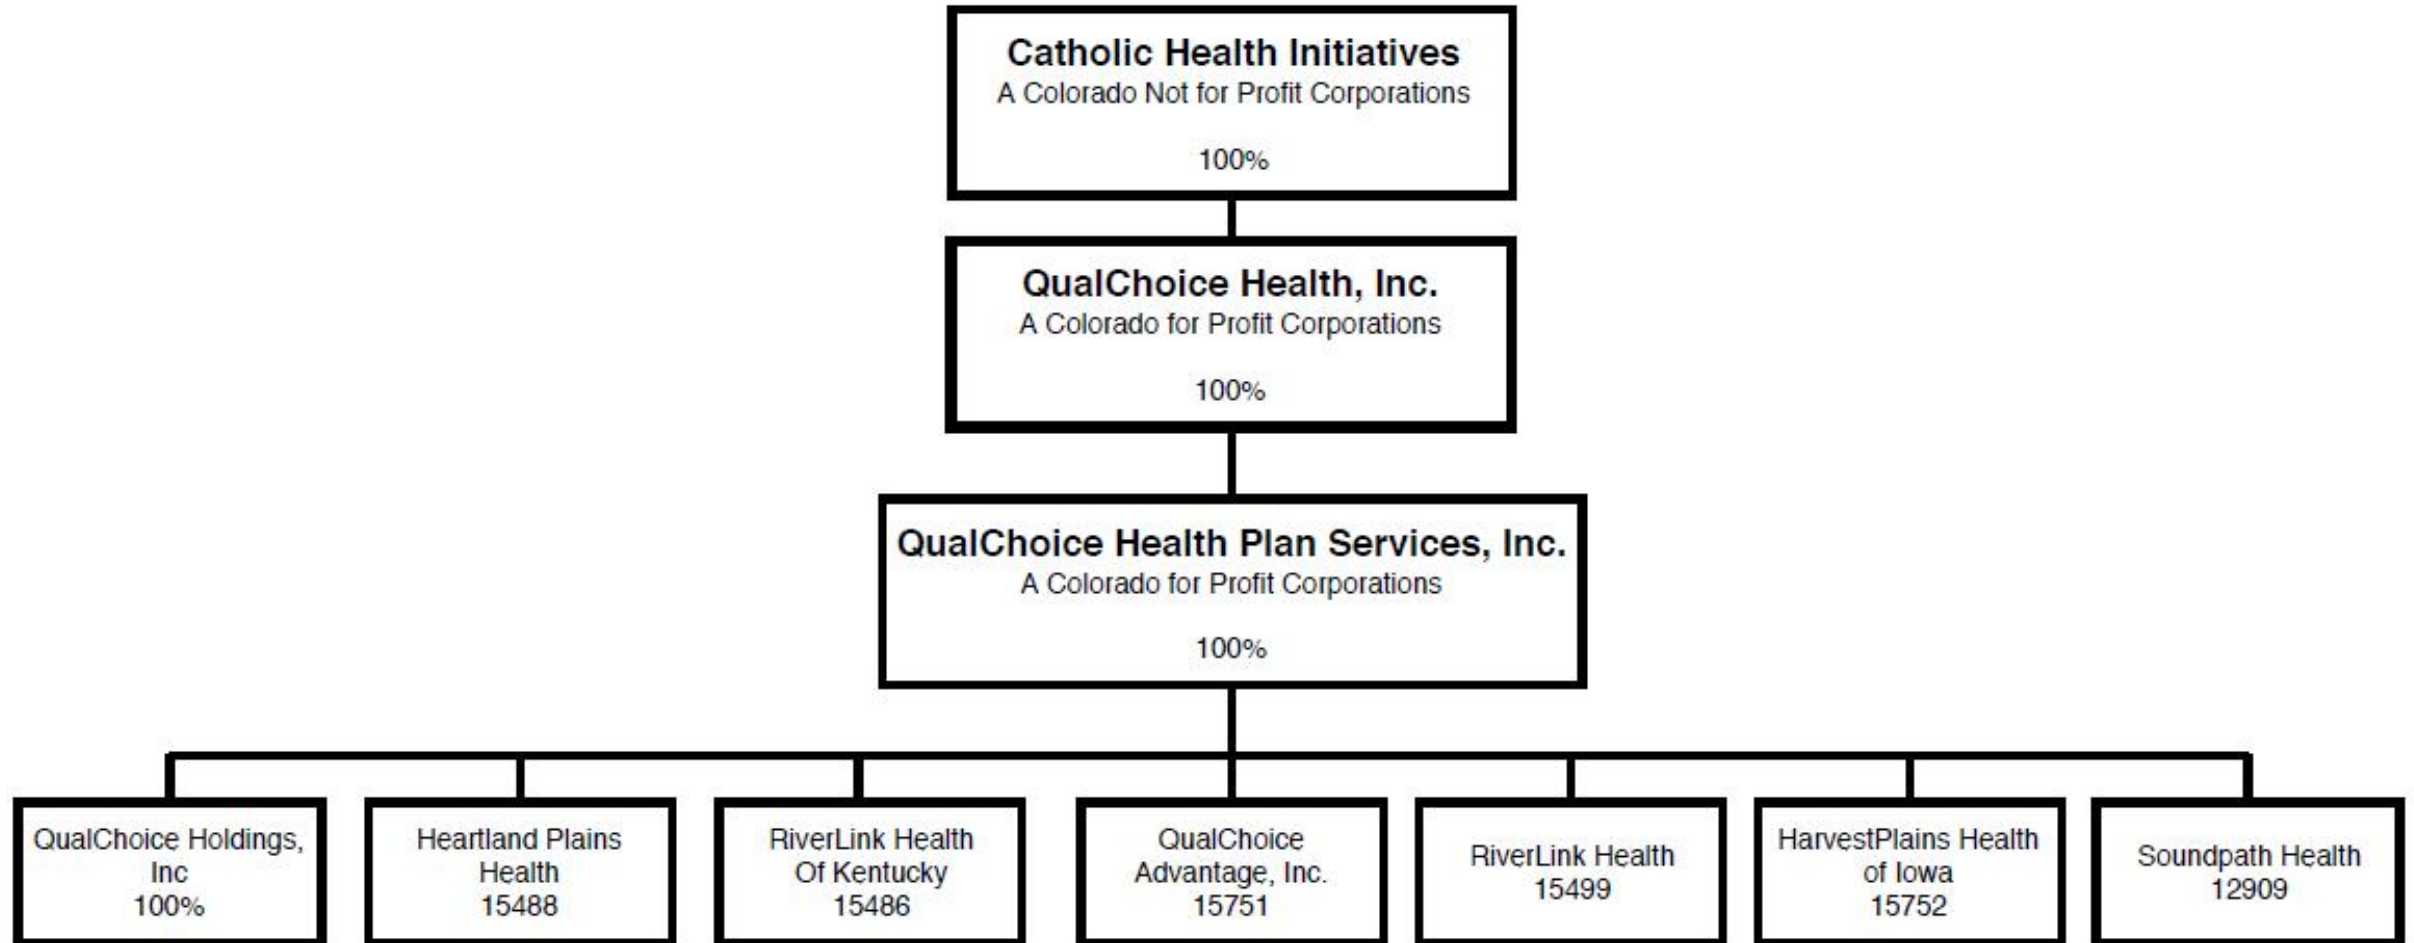 Catholic Health Initiatives
A Colorado Not for Profit Corporations
100%
QualChoice Health, Inc.
A Colorado for Profit Corporations
100%
QualChoice Health Plan Services, Inc.
A Colorado for Profit Corporations
100%
QualChoice Holdings,
Inc
100%
Heartland Plains
Health
15488
RiverLink Health
Of Kentucky
15486
QualChoice
Advantage, Inc.
15751
RiverLink Health
15499
HarvestPlains Health
of Iowa
15752
Soundpath Health
12909